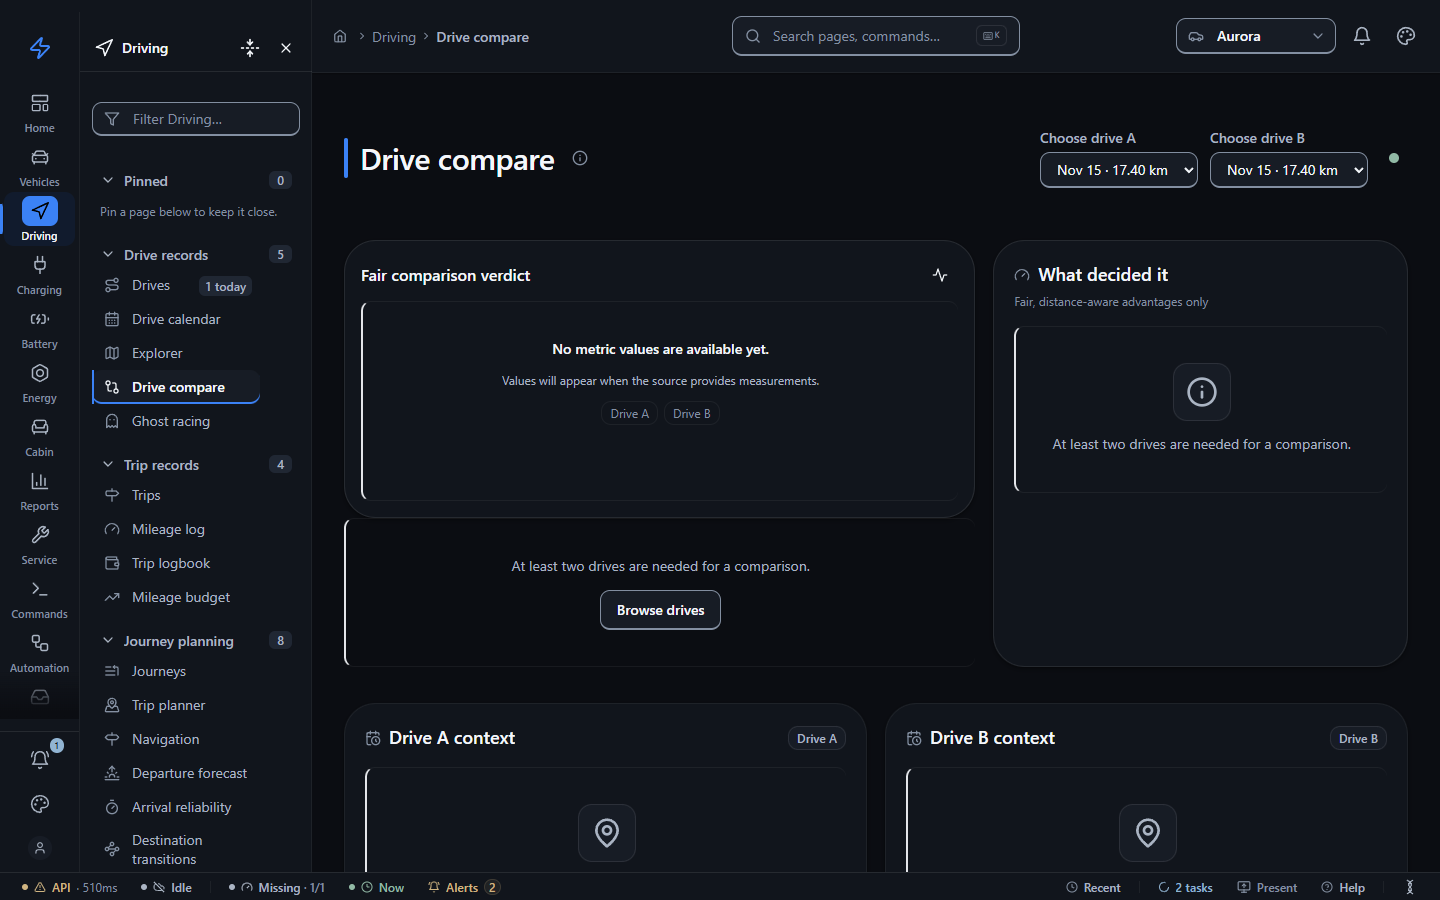 Driving
Driving
Drive compare
Search pages, commands...
K
Aurora
Home
Vehicles
Driving
Charging
Battery
Energy
Cabin
Reports
Service
Commands
Automation
1
Filter Driving...
Pinned
0
Pin a page below to keep it close.
Drive records
5
Drives
1 today
Drive calendar
Explorer
Drive compare
Ghost racing
Trip records
4
Trips
Mileage log
Trip logbook
Mileage budget
Journey planning
8
Journeys
Trip planner
Navigation
Departure forecast
Arrival reliability
Destination
transitions
Drive compare
Choose drive A
Nov 15 · 17.40 km
Choose drive B
Nov 15 · 17.40 km
Fair comparison verdict
No metric values are available yet.
Values will appear when the source provides measurements.
Drive A
Drive B
At least two drives are needed for a comparison.
Browse drives
What decided it
Fair, distance-aware advantages only
At least two drives are needed for a comparison.
Drive A context
Drive A
Drive B context
Drive B
API · 510ms
Idle
Missing · 1/1
Now
Alerts 2
Recent
2 tasks
Present
Help